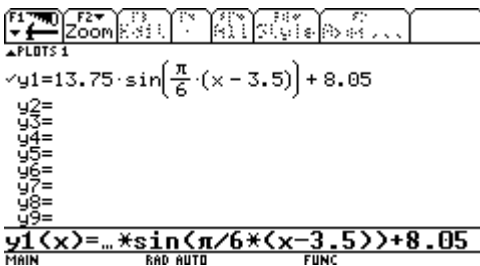 F1 F2 Zoom
PLOTS 1
✓y1=13.75·sin(π/6·(x-3.5))+8.05
y2=
y3=
y4=
y5=
y6=
y7=
y8=
y9=
y1(x)=…*sin(π/6*(x-3.5))+8.05
MAIN RAD AUTO FUNC